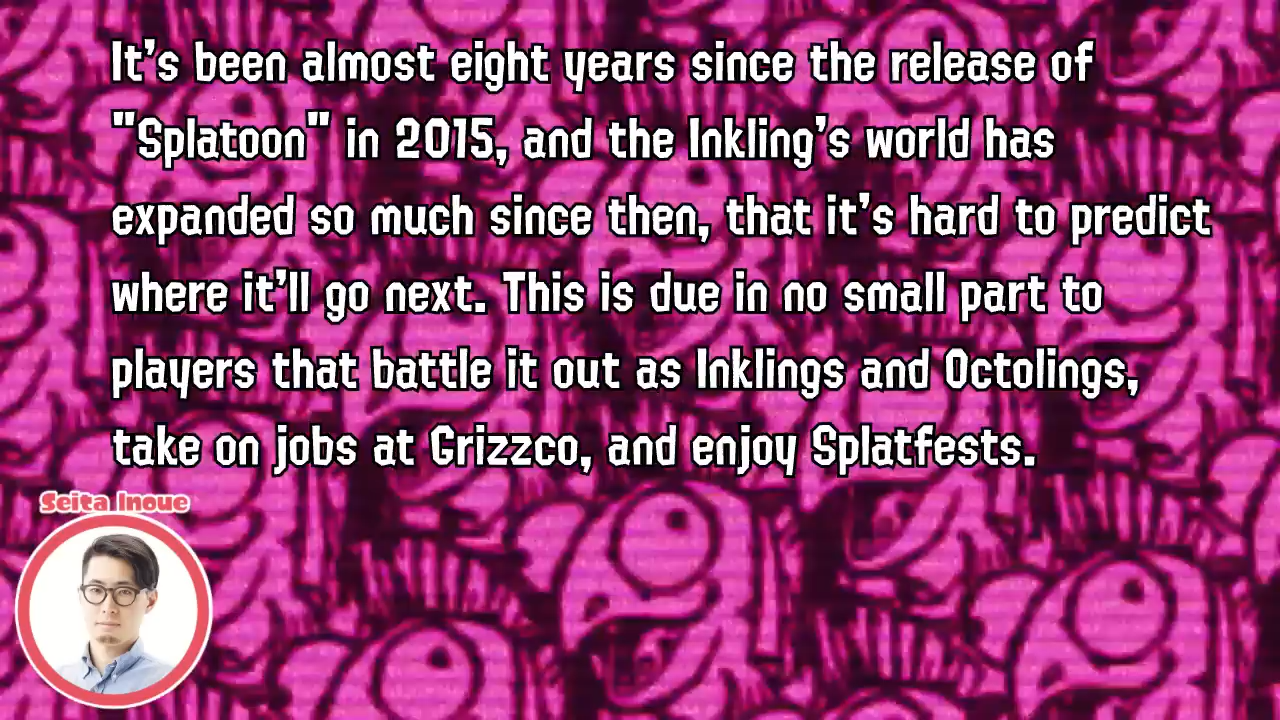 It's been almost eight years since the release of
"Splatoon" in 2015, and the Inkling's world has
expanded so much since then, that it's hard to predict
where it'll go next. This is due in no small part to
players that battle it out as Inklings and Octolings,
take on jobs at Grizzco, and enjoy Splatfests.
Seita Inoue